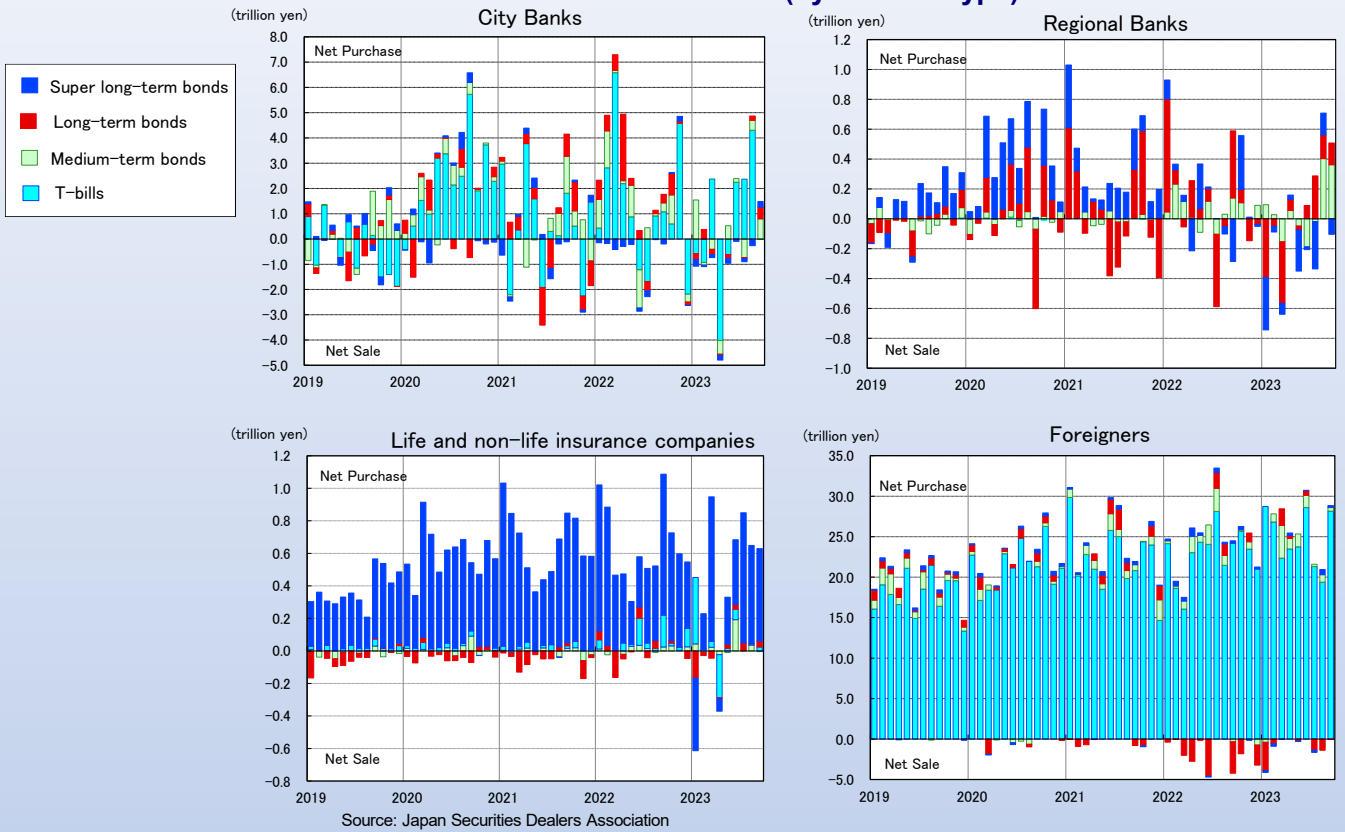 (trillion yen)
City Banks
Net Purchase
8.0
7.0
6.0
5.0
4.0
3.0
2.0
1.0
0.0
−1.0
−2.0
−3.0
−4.0
−5.0
Net Sale
2019 2020 2021 2022 2023
Super long−term bonds
Long−term bonds
Medium−term bonds
T−bills
(trillion yen)
Regional Banks
Net Purchase
1.2
1.0
0.8
0.6
0.4
0.2
0.0
−0.2
−0.4
−0.6
−0.8
−1.0
Net Sale
2019 2020 2021 2022 2023
(trillion yen)
Life and non−life insurance companies
Net Purchase
1.2
1.0
0.8
0.6
0.4
0.2
0.0
−0.2
−0.4
−0.6
−0.8
Net Sale
2019 2020 2021 2022 2023
(trillion yen)
Foreigners
Net Purchase
35.0
30.0
25.0
20.0
15.0
10.0
5.0
0.0
−5.0
Net Sale
2019 2020 2021 2022 2023
Source: Japan Securities Dealers Association